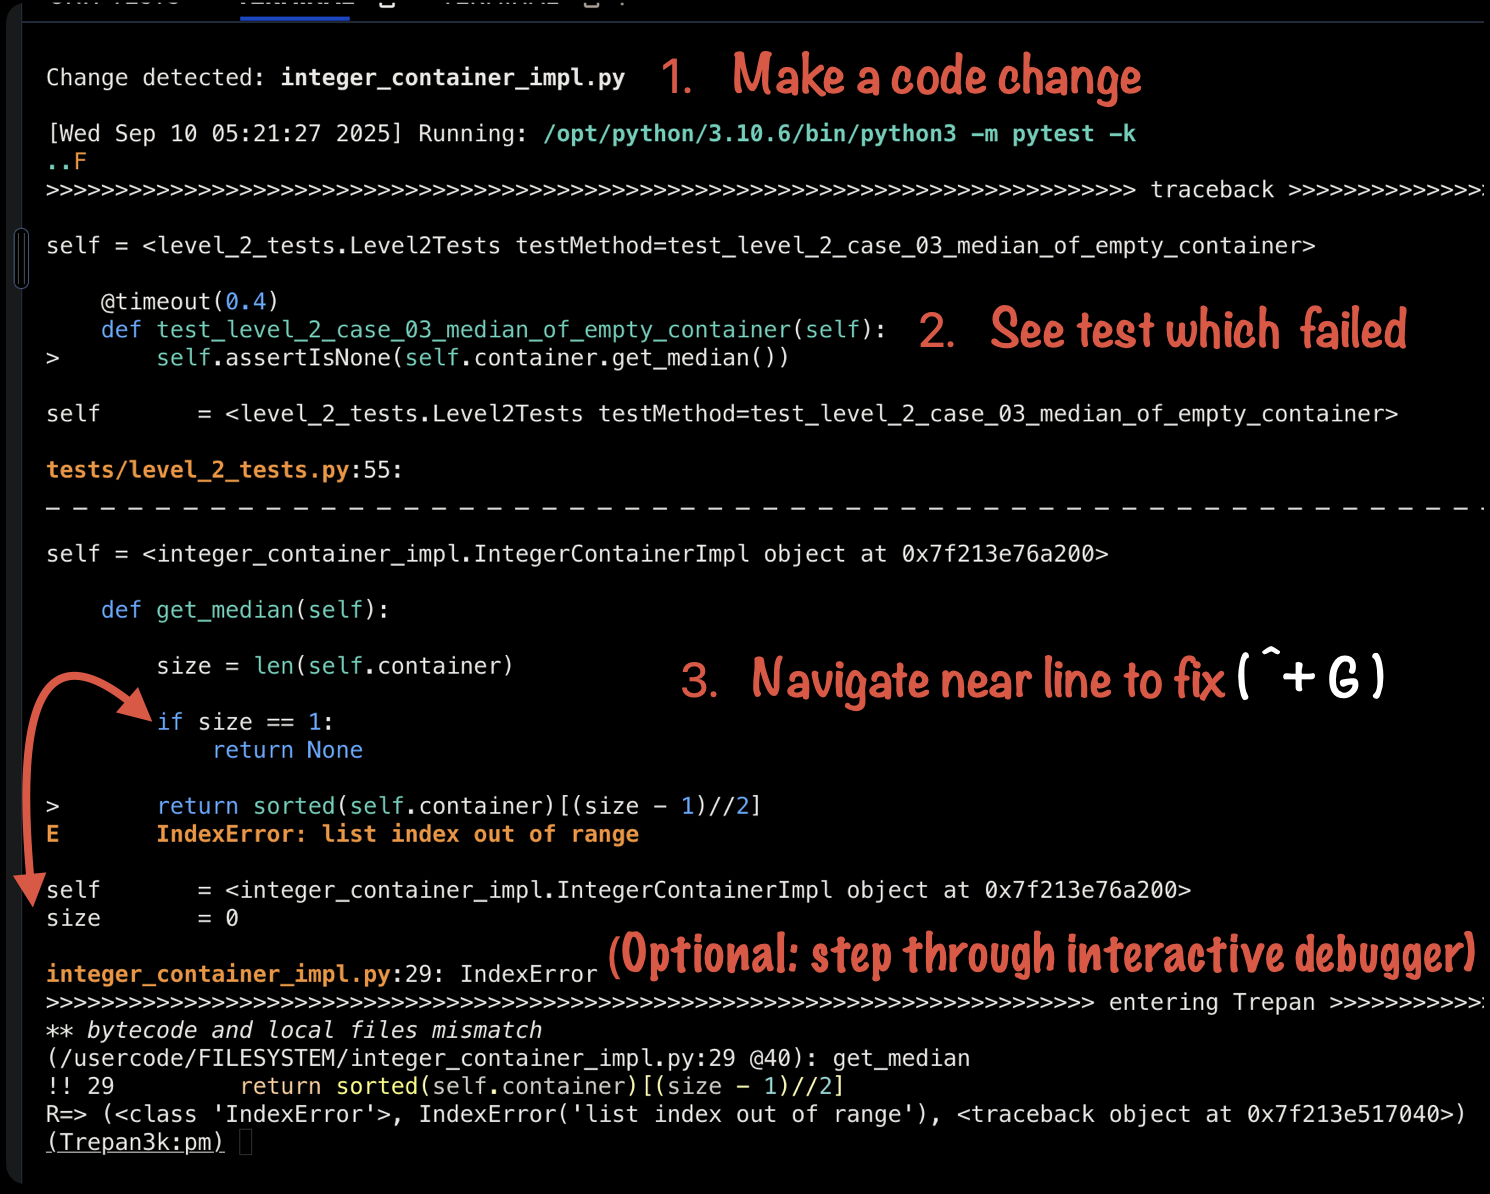 Change detected: integer_container_impl.py 1. Make a code change
[Wed Sep 10 05:21:27 2025] Running: /opt/python/3.10.6/bin/python3 -m pytest -k
..F
>>>>>>>>>>>>>>>>>>>>>>>>>>>>>>>>>>>>>>>>>>>>>>>>>>>>>>>>>>>>>>>>>>>>>>>>>>>>>>> traceback >>>>>>>>>>>>>>>
self = <level_2_tests.Level2Tests testMethod=test_level_2_case_03_median_of_empty_container>
    @timeout(0.4)
    def test_level_2_case_03_median_of_empty_container(self): 2. See test which failed
>       self.assertIsNone(self.container.get_median())
self       = <level_2_tests.Level2Tests testMethod=test_level_2_case_03_median_of_empty_container>
tests/level_2_tests.py:55:
_ _ _ _ _ _ _ _ _ _ _ _ _ _ _ _ _ _ _ _ _ _ _ _ _ _ _ _ _ _ _ _ _ _ _ _ _ _ _ _ _ _ _ _ _ _ _ _ _ _ _ _ _
self = <integer_container_impl.IntegerContainerImpl object at 0x7f213e76a200>
    def get_median(self):
        size = len(self.container)
3. Navigate near line to fix (^+ G)
        if size == 1:
            return None
>       return sorted(self.container)[(size - 1)//2]
E       IndexError: list index out of range
self       = <integer_container_impl.IntegerContainerImpl object at 0x7f213e76a200>
size       = 0
(Optional: step through interactive debugger)
integer_container_impl.py:29: IndexError
>>>>>>>>>>>>>>>>>>>>>>>>>>>>>>>>>>>>>>>>>>>>>>>>>>>>>>>>>>>>>>>>>>>>>>>>>>>> entering Trepan >>>>>>>>>>>>
** bytecode and local files mismatch
(/usercode/FILESYSTEM/integer_container_impl.py:29 @40): get_median
!! 29         return sorted(self.container)[(size - 1)//2]
R=> (<class 'IndexError'>, IndexError('list index out of range'), <traceback object at 0x7f213e517040>)
(Trepan3k:pm)